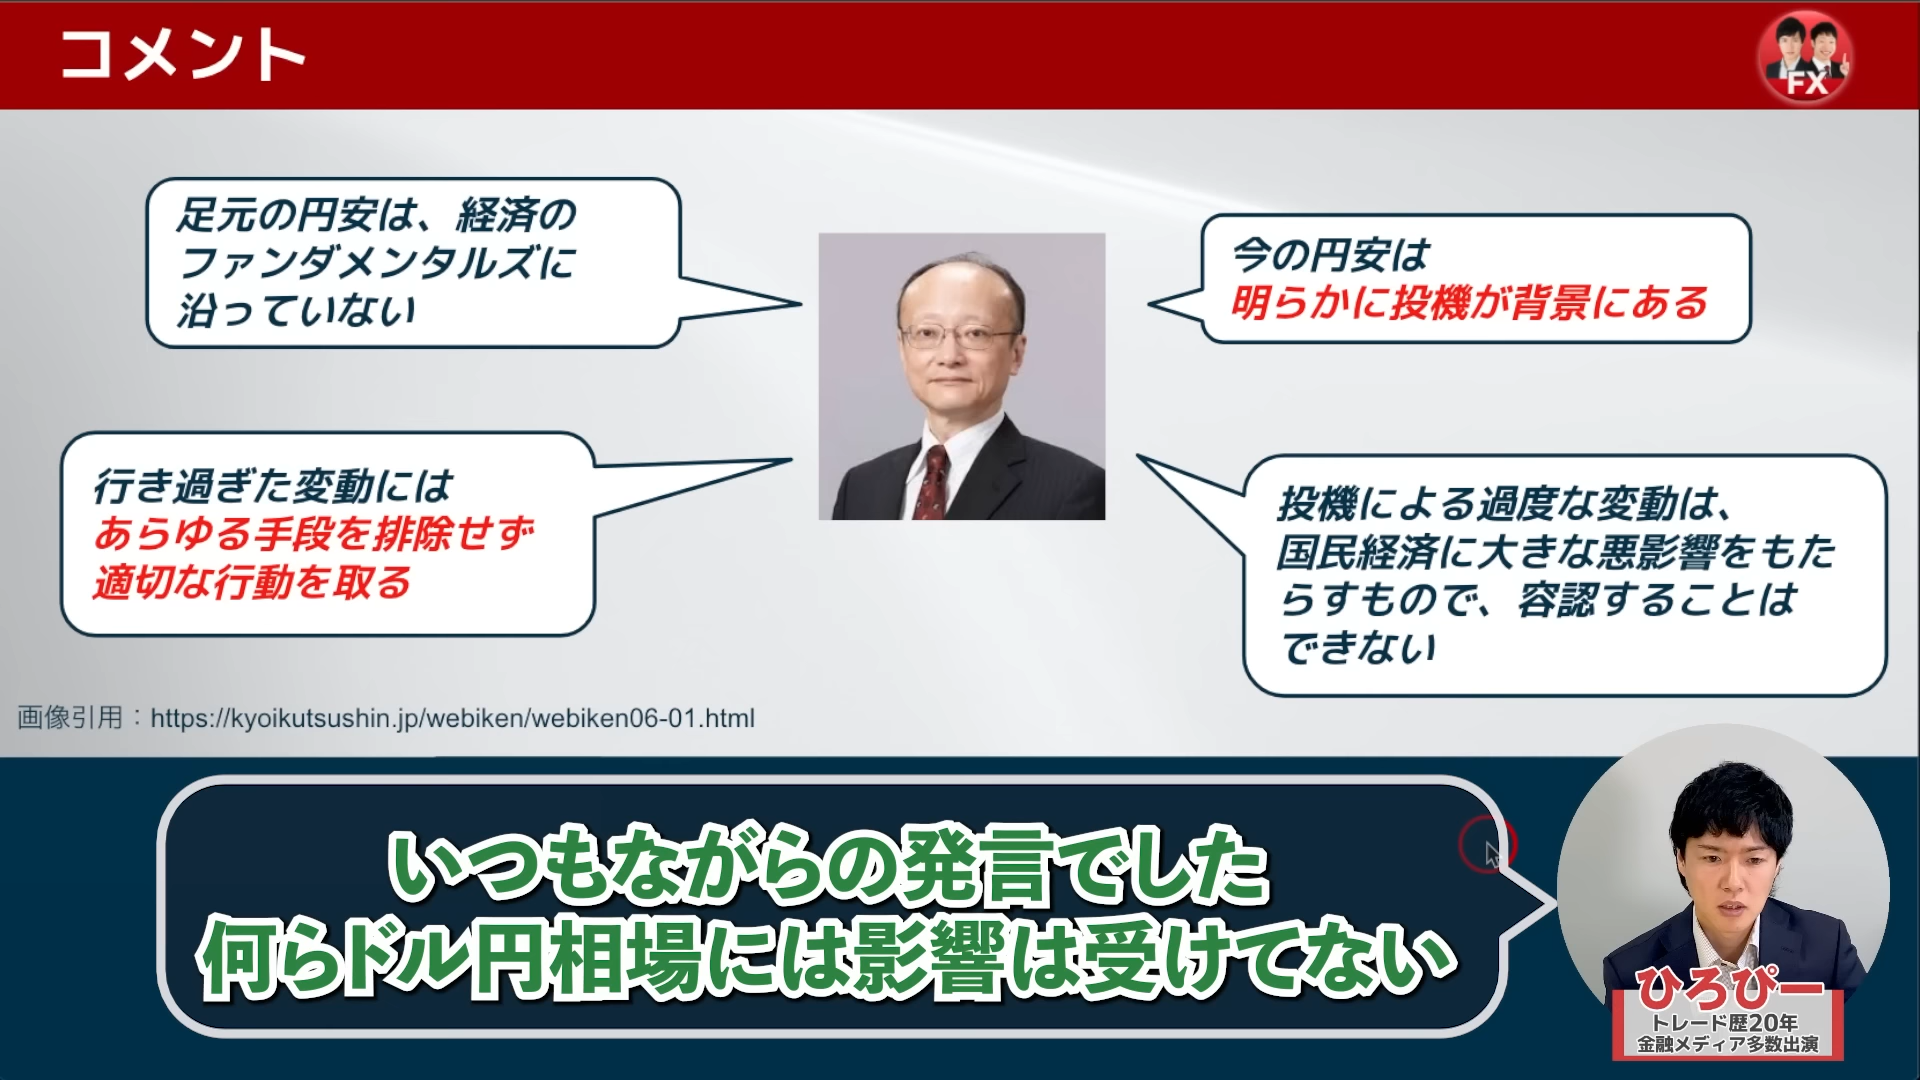 コメント
FX
足元の円安は、経済の
ファンダメンタルズに
沿っていない
今の円安は
明らかに投機が背景にある
行き過ぎた変動には
あらゆる手段を排除せず
適切な行動を取る
投機による過度な変動は、
国民経済に大きな悪影響をもた
らすもので、容認することは
できない
画像引用：https://kyoikutsushin.jp/webiken/webiken06-01.html
いつもながらの発言でした
何らドル円相場には影響は受けてない
ひろぴー
トレード歴20年
金融メディア多数出演